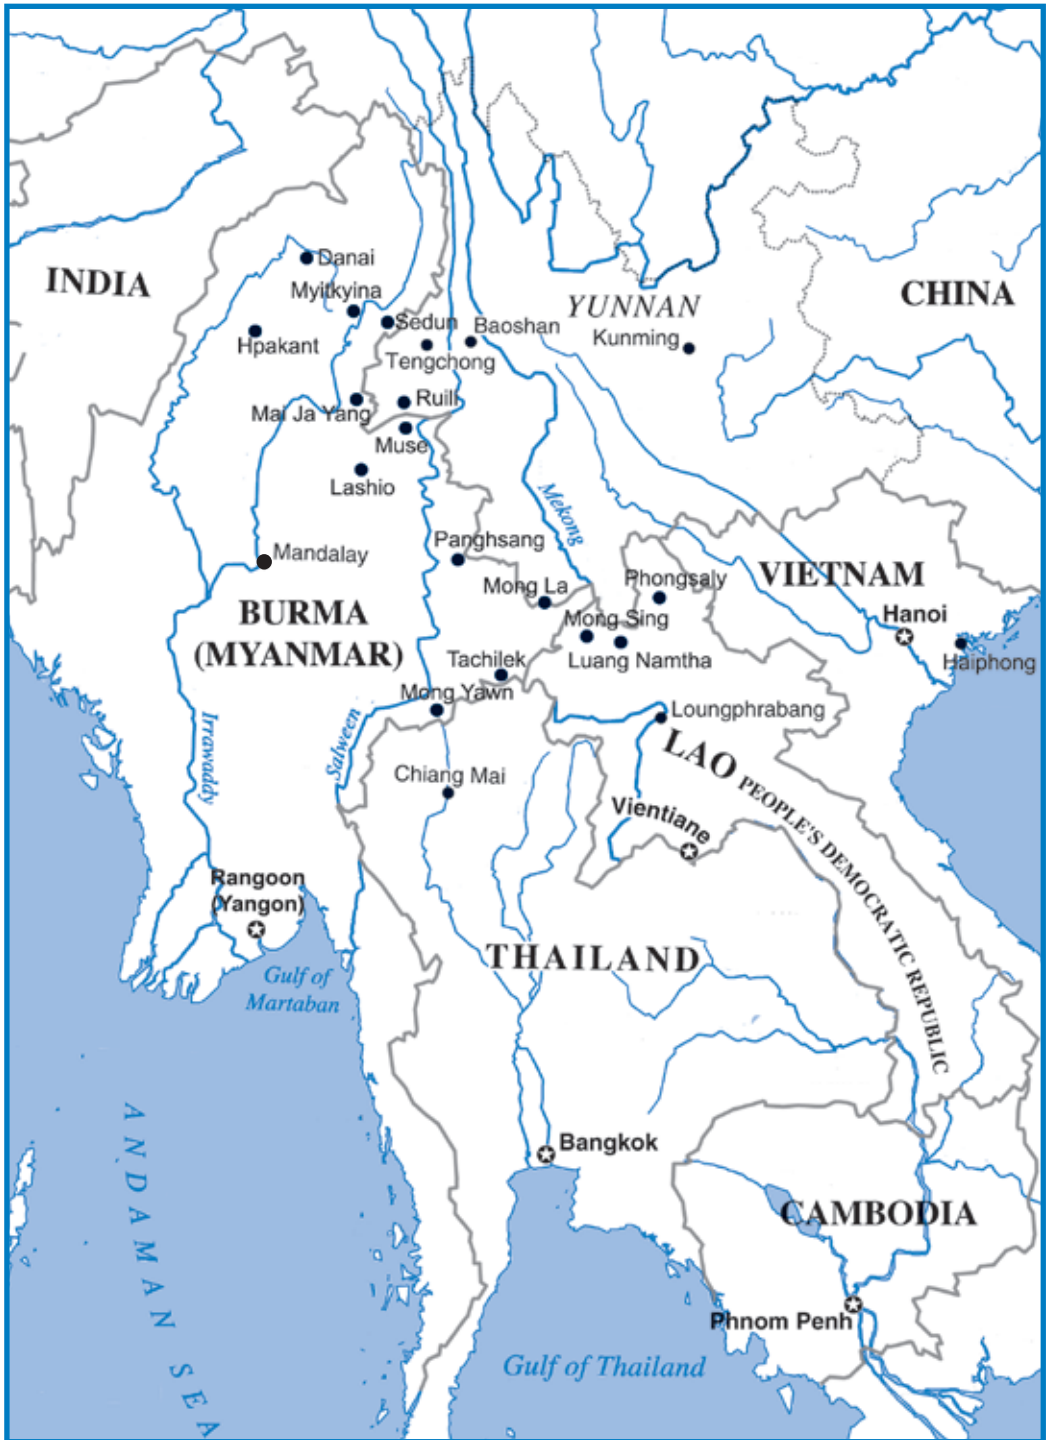 Danai
INDIA
Myitkyina
YUNNAN
CHINA
Sedun
Baoshan
Hpakant
Kunming
Tengchong
Ruili
Mai Ja Yang
Muse
Lashio
Mekong
Panghsang
Mandalay
Mong La
Phongsaly
VIETNAM
BURMA
(MYANMAR)
Hanoi
Mong Sing
Tachilek
Luang Namtha
Haiphong
Mong Yawn
Loungphrabang
Irrawaddy
Salween
LAO PEOPLE'S DEMOCRATIC REPUBLIC
Chiang Mai
Vientiane
Rangoon
(Yangon)
THAILAND
Gulf of
Martaban
ANDAMAN SEA
Bangkok
CAMBODIA
Phnom Penh
Gulf of Thailand